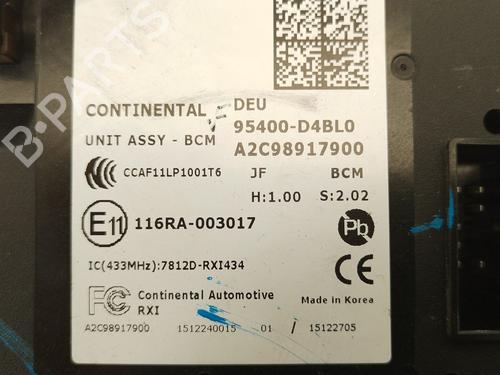 B-PARTS
CONTINENTAL DEU
95400-D4BL0
UNIT ASSY - BCM A2C98917900
CCAF11LP1001T6 JF BCM
H:1.00 S:2.02
E11 116RA-003017 Pb
IC(433MHz):7812D-RXI434
CE
FC Continental Automotive Made in Korea
RXI
A2C98917900 1512240015 01 / 15122705